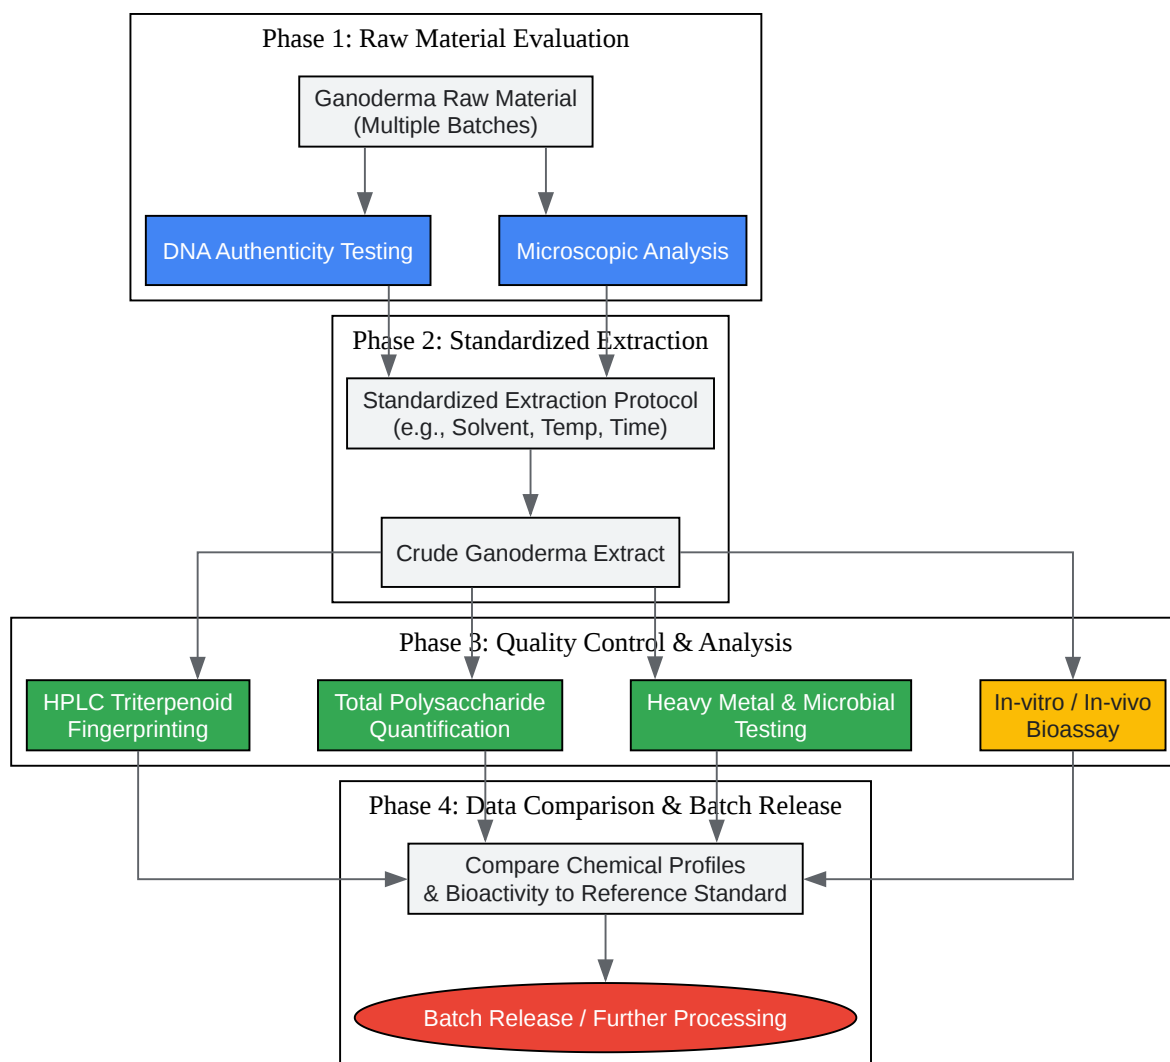 Phase 1: Raw Material Evaluation
Ganoderma Raw Material
(Multiple Batches)
DNA Authenticity Testing
Microscopic Analysis
Phase 2: Standardized Extraction
Standardized Extraction Protocol
(e.g., Solvent, Temp, Time)
Crude Ganoderma Extract
Phase 3: Quality Control & Analysis
HPLC Triterpenoid
Fingerprinting
Total Polysaccharide
Quantification
Heavy Metal & Microbial
Testing
In-vitro / In-vivo
Bioassay
Phase 4: Data Comparison & Batch Release
Compare Chemical Profiles
& Bioactivity to Reference Standard
Batch Release / Further Processing